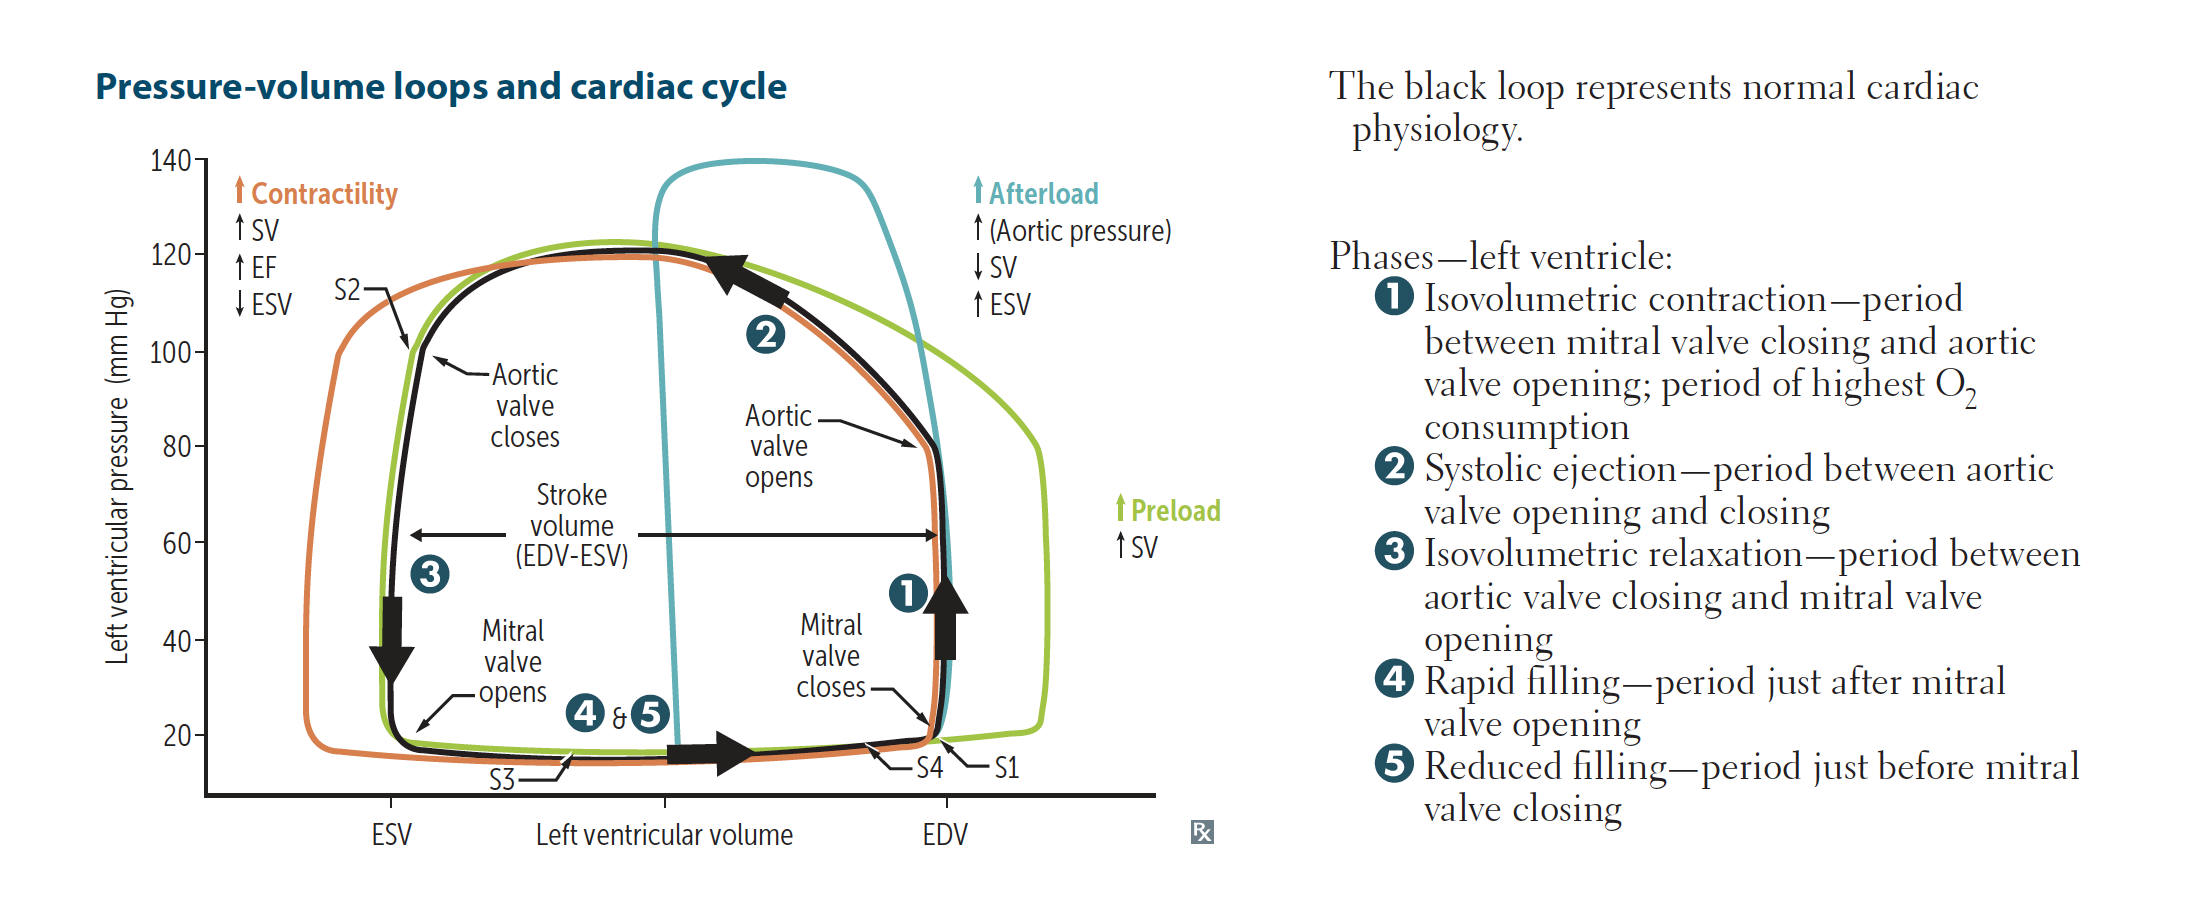 Pressure-volume loops and cardiac cycle
140
120
100
80
60
40
20
Left ventricular pressure (mm Hg)
↑ Contractility
↑ SV
↑ EF
↓ ESV
S2
Aortic
valve
closes
Stroke
volume
(EDV-ESV)
3
Mitral
valve
opens
4 & 5
S3
2
Aortic
valve
opens
1
Mitral
valve
closes
S4
S1
↑ Afterload
↑ (Aortic pressure)
↓ SV
↑ ESV
↑ Preload
↑ SV
ESV
Left ventricular volume
EDV
Rx
The black loop represents normal cardiac
physiology.
Phases—left ventricle:
1 Isovolumetric contraction—period
between mitral valve closing and aortic
valve opening; period of highest O₂
consumption
2 Systolic ejection—period between aortic
valve opening and closing
3 Isovolumetric relaxation—period between
aortic valve closing and mitral valve
opening
4 Rapid filling—period just after mitral
valve opening
5 Reduced filling—period just before mitral
valve closing